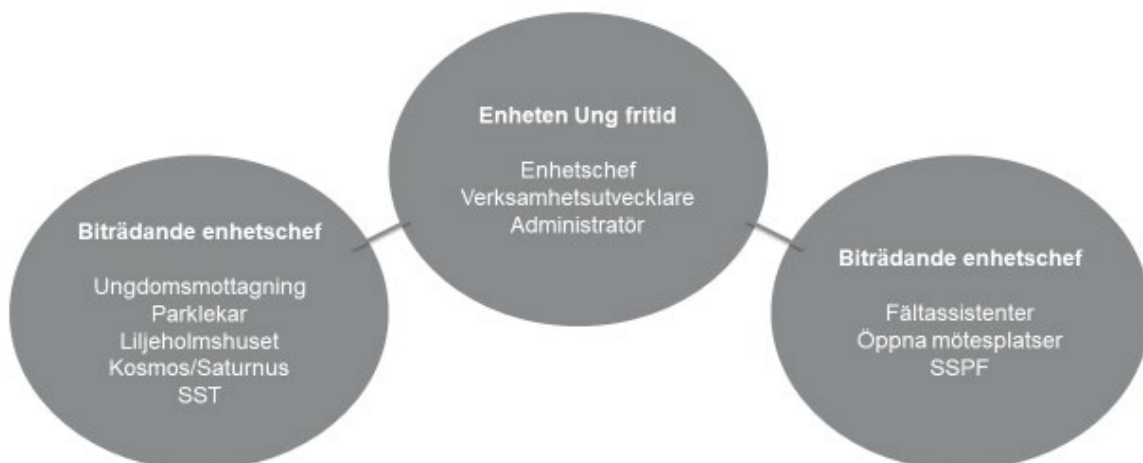 Enheten Ung fritid
Enhetschef
Verksamhetsutvecklare
Administratör
Biträdande enhetschef
Ungdomsmottagning
Parklekar
Liljeholmshuset
Kosmos/Saturnus
SST
Biträdande enhetschef
Fältassistenter
Öppna mötesplatser
SSPF